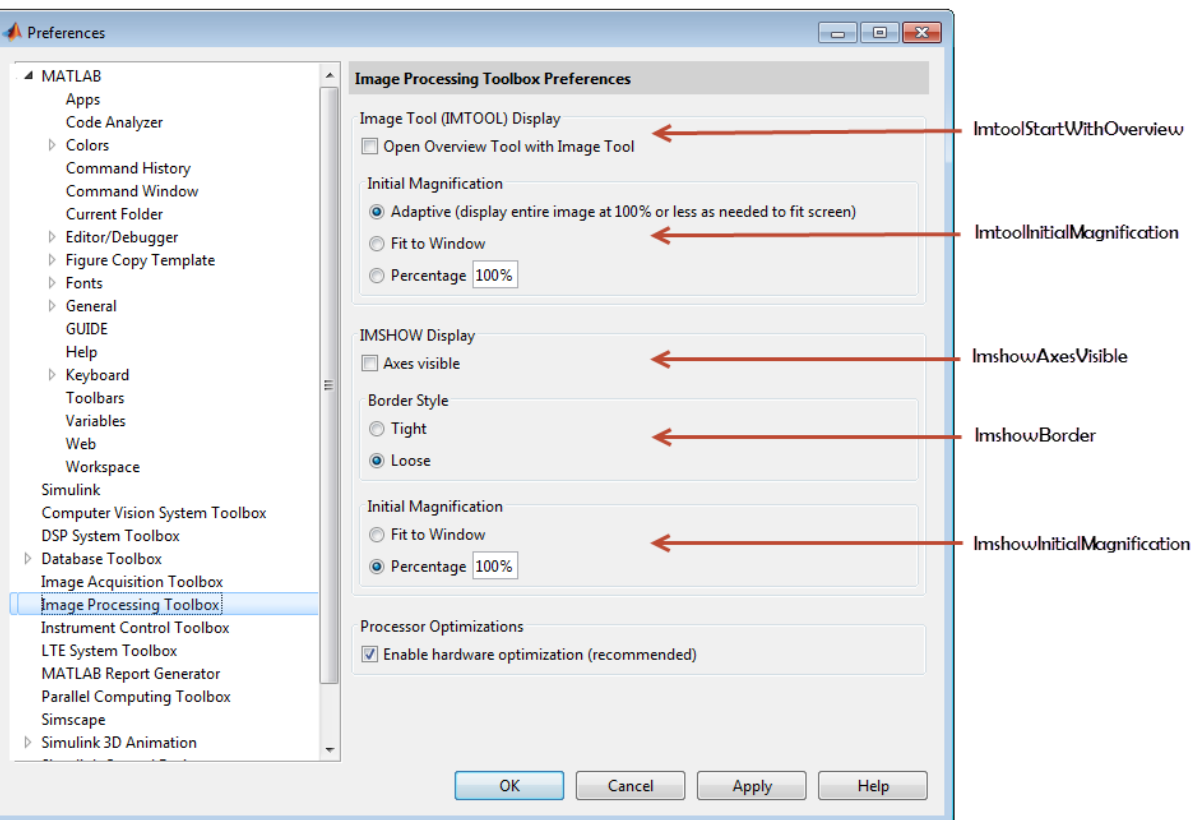 Preferences
MATLAB
Apps
Code Analyzer
Colors
Command History
Command Window
Current Folder
Editor/Debugger
Figure Copy Template
Fonts
General
GUIDE
Help
Keyboard
Toolbars
Variables
Web
Workspace
Simulink
Computer Vision System Toolbox
DSP System Toolbox
Database Toolbox
Image Acquisition Toolbox
Image Processing Toolbox
Instrument Control Toolbox
LTE System Toolbox
MATLAB Report Generator
Parallel Computing Toolbox
Simscape
Simulink 3D Animation
Image Processing Toolbox Preferences
Image Tool (IMTOOL) Display
Open Overview Tool with Image Tool
Initial Magnification
Adaptive (display entire image at 100% or less as needed to fit screen)
Fit to Window
Percentage 100%
IMSHOW Display
Axes visible
Border Style
Tight
Loose
Initial Magnification
Fit to Window
Percentage 100%
Processor Optimizations
Enable hardware optimization (recommended)
OK Cancel Apply Help
ImtoolStartWithOverview
ImtoolInitialMagnification
ImshowAxesVisible
ImshowBorder
ImshowInitialMagnification